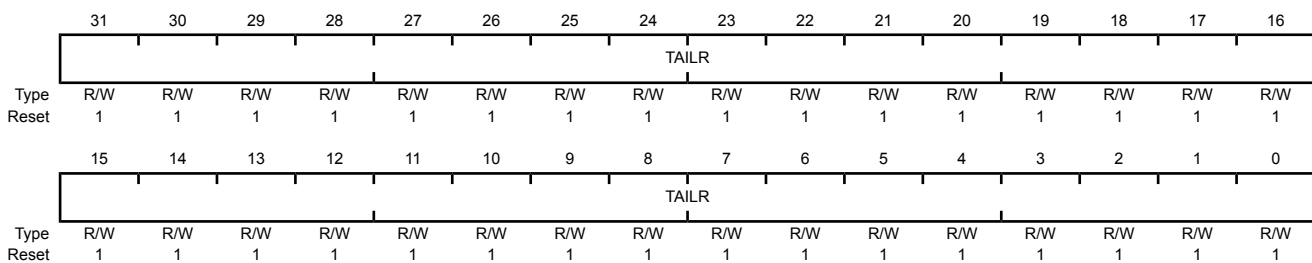 31 30 29 28 27 26 25 24 23 22 21 20 19 18 17 16
TAILR
Type R/W R/W R/W R/W R/W R/W R/W R/W R/W R/W R/W R/W R/W R/W R/W R/W
Reset 1 1 1 1 1 1 1 1 1 1 1 1 1 1 1 1
15 14 13 12 11 10 9 8 7 6 5 4 3 2 1 0
TAILR
Type R/W R/W R/W R/W R/W R/W R/W R/W R/W R/W R/W R/W R/W R/W R/W R/W
Reset 1 1 1 1 1 1 1 1 1 1 1 1 1 1 1 1